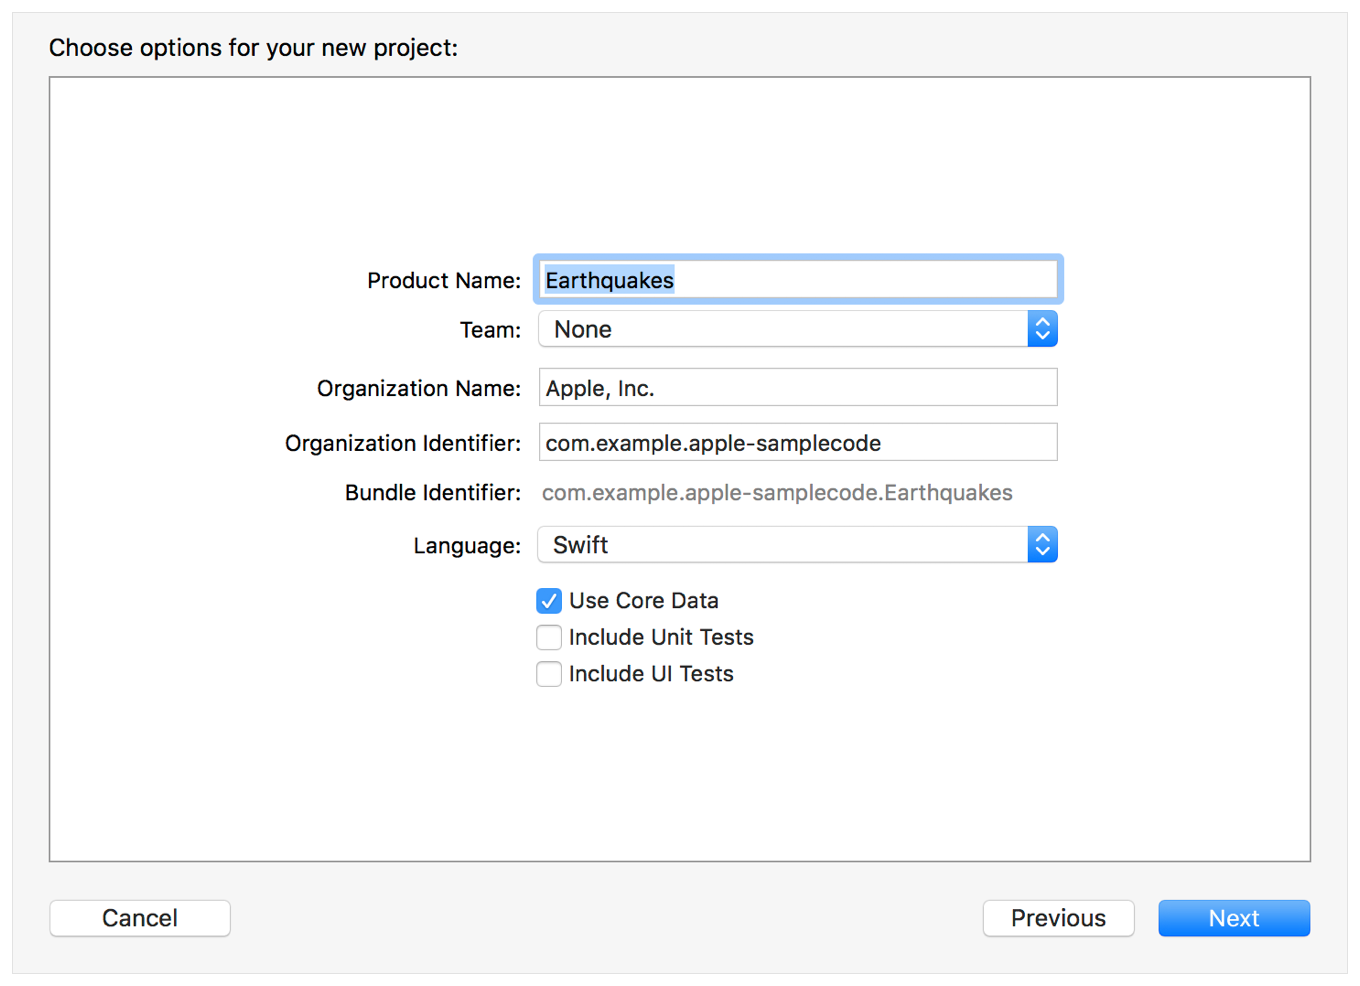 Choose options for your new project:
Product Name: Earthquakes
Team: None
Organization Name: Apple, Inc.
Organization Identifier: com.example.apple-samplecode
Bundle Identifier: com.example.apple-samplecode.Earthquakes
Language: Swift
Use Core Data
Include Unit Tests
Include UI Tests
Cancel Previous Next